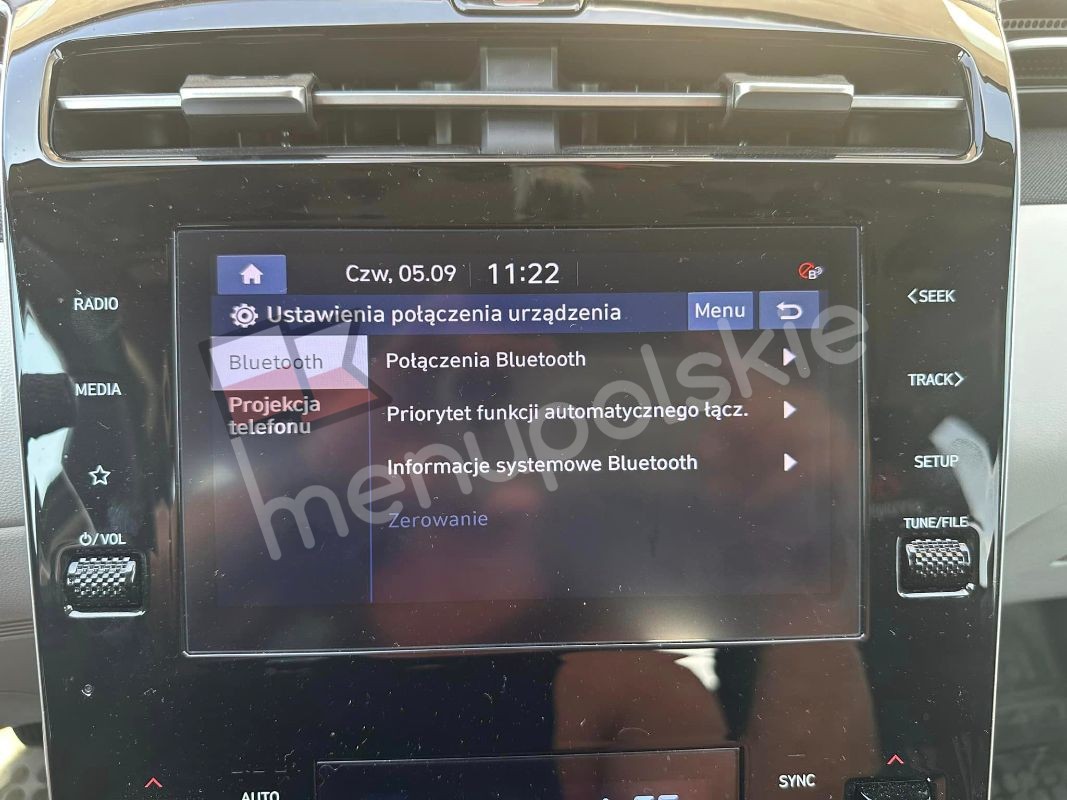 Czw, 05.09 11:22
B
Ustawienia połączenia urządzenia Menu
Bluetooth
Projekcja
telefonu
Połączenia Bluetooth
Priorytet funkcji automatycznego łącz.
Informacje systemowe Bluetooth
Zerowanie
RADIO
MEDIA
VOL
<SEEK
TRACK>
SETUP
TUNE/FILE
menupolskie
AUTO
SYNC